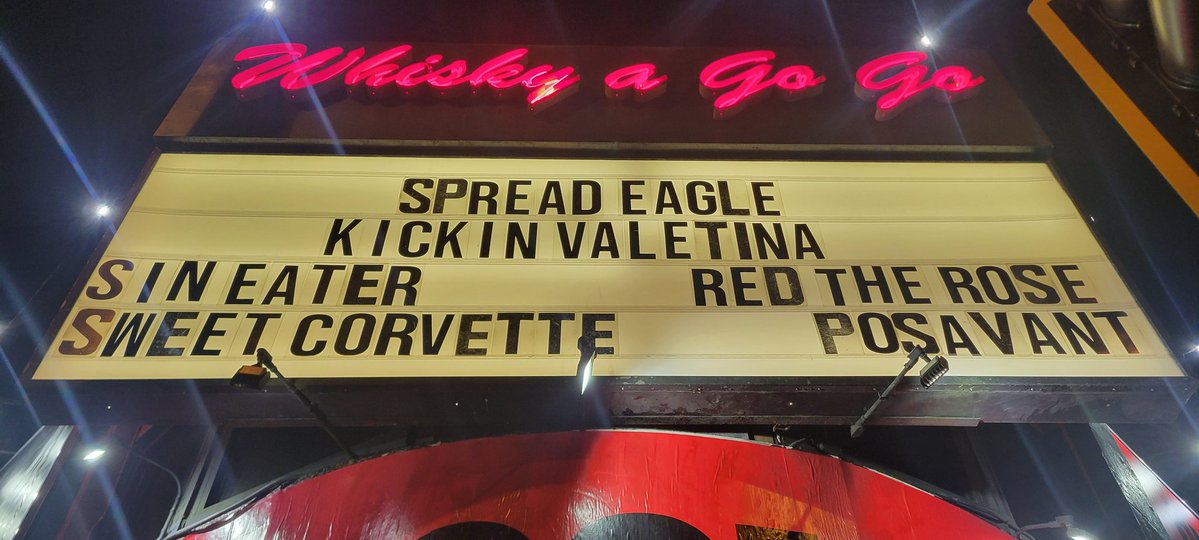 Whisky a Go Go
SPREAD EAGLE
KICKIN VALETINA
SIN EATER RED THE ROSE
SWEET CORVETTE POSAVANT